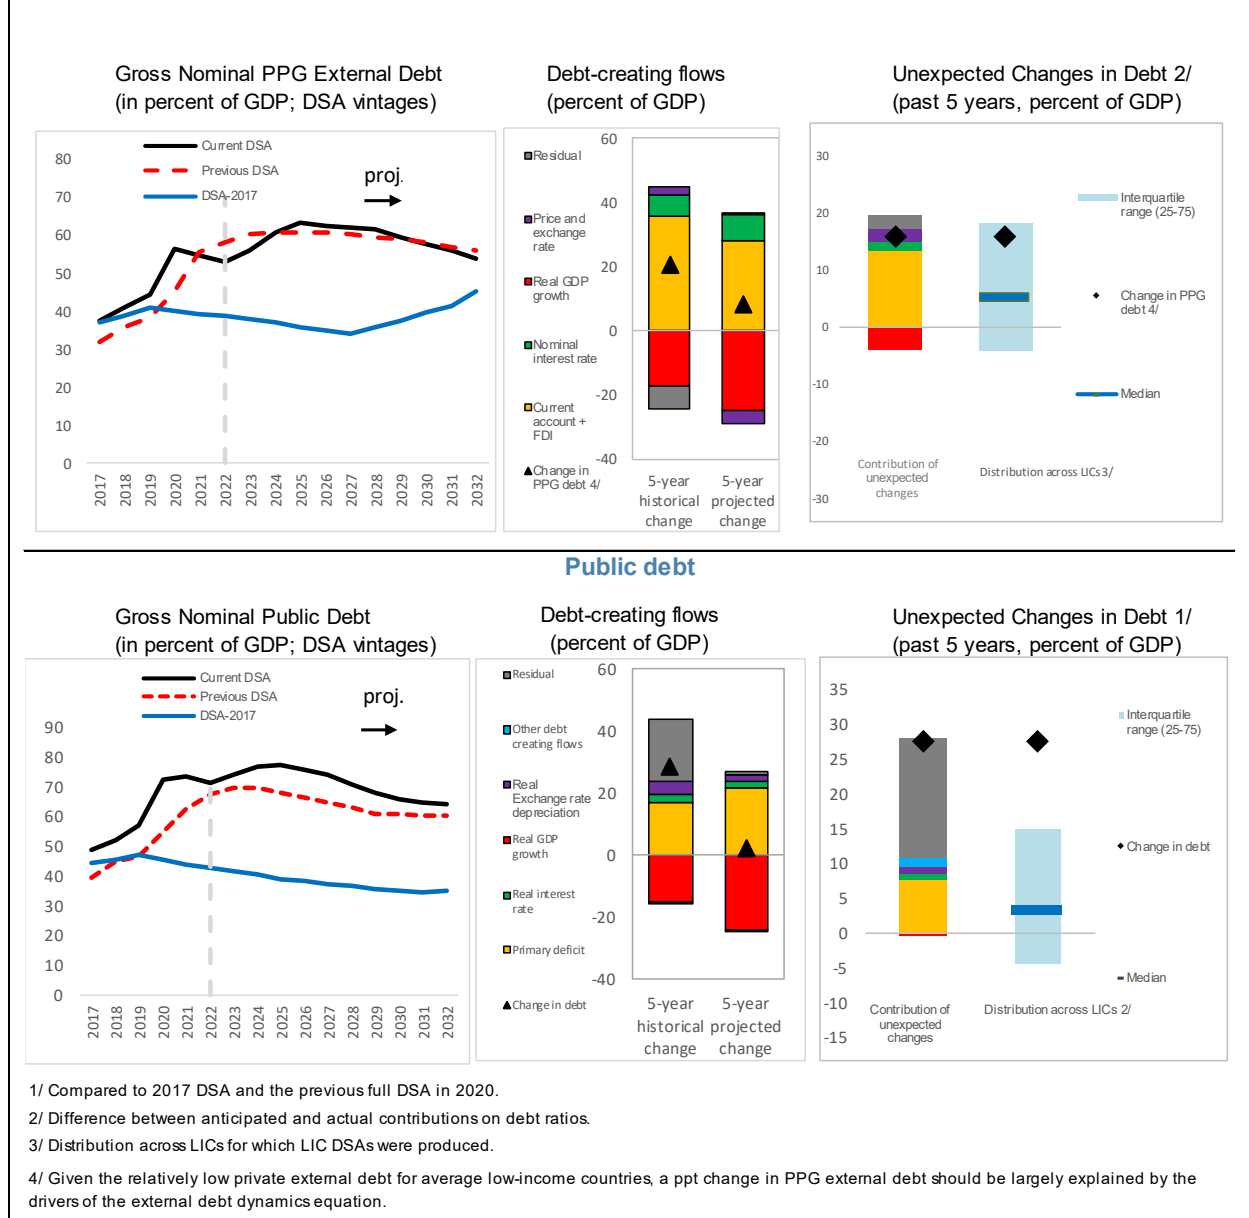 Gross Nominal PPG External Debt
(in percent of GDP; DSA vintages)
Current DSA
Previous DSA
DSA-2017
proj.
80
70
60
50
40
30
20
10
0
2017
2018
2019
2020
2021
2022
2023
2024
2025
2026
2027
2028
2029
2030
2031
2032
Debt-creating flows
(percent of GDP)
Residual
Price and
exchange
rate
Real GDP
growth
Nominal
interest rate
Current
account +
FDI
Change in
PPG debt 4/
60
40
20
0
-20
-40
5-year
historical
change
5-year
projected
change
Unexpected Changes in Debt 2/
(past 5 years, percent of GDP)
30
20
10
0
-10
-20
-30
Contribution of
unexpected
changes
Distribution across LICs 3/
Interquartile
range (25-75)
Change in PPG
debt 4/
Median
Public debt
Gross Nominal Public Debt
(in percent of GDP; DSA vintages)
Current DSA
Previous DSA
DSA-2017
proj.
90
80
70
60
50
40
30
20
10
0
2017
2018
2019
2020
2021
2022
2023
2024
2025
2026
2027
2028
2029
2030
2031
2032
Debt-creating flows
(percent of GDP)
Residual
Other debt
creating flows
Real
Exchange rate
depreciation
Real GDP
growth
Real interest
rate
Primary deficit
Change in debt
60
40
20
0
-20
-40
5-year
historical
change
5-year
projected
change
Unexpected Changes in Debt 1/
(past 5 years, percent of GDP)
35
30
25
20
15
10
5
0
-5
-10
-15
Contribution of
unexpected
changes
Distribution across LICs 2/
Interquartile
range (25-75)
Change in debt
Median
1/ Compared to 2017 DSA and the previous full DSA in 2020.
2/ Difference between anticipated and actual contributions on debt ratios.
3/ Distribution across LICs for which LIC DSAs were produced.
4/ Given the relatively low private external debt for average low-income countries, a ppt change in PPG external debt should be largely explained by the
drivers of the external debt dynamics equation.